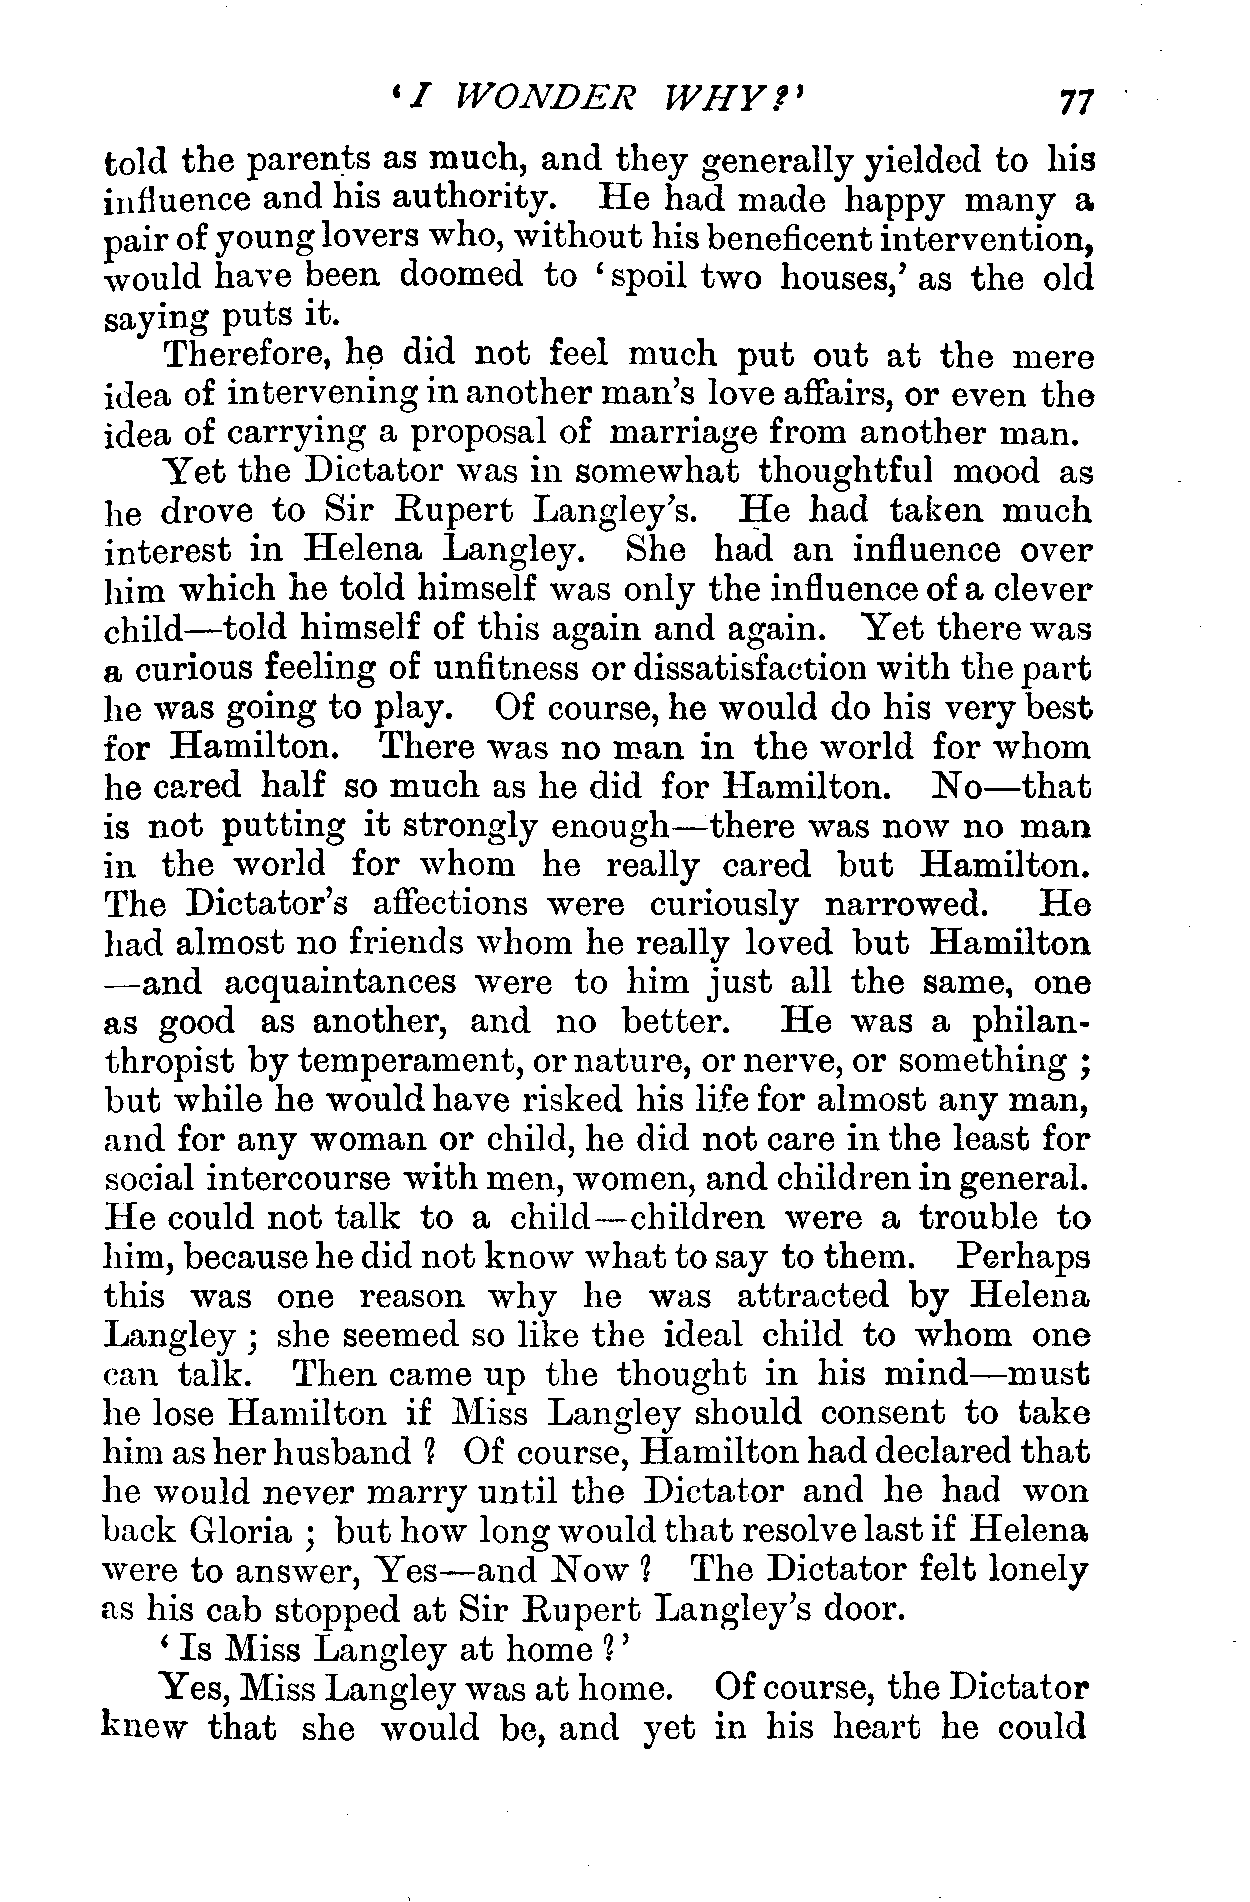 ‘I WONDER WHY?’ 77
told the parents as much, and they generally yielded to his
influence and his authority. He had made happy many a
pair of young lovers who, without his beneficent intervention,
would have been doomed to ‘spoil two houses,’ as the old
saying puts it.
Therefore, he did not feel much put out at the mere
idea of intervening in another man’s love affairs, or even the
idea of carrying a proposal of marriage from another man.
Yet the Dictator was in somewhat thoughtful mood as
he drove to Sir Rupert Langley’s. He had taken much
interest in Helena Langley. She had an influence over
him which he told himself was only the influence of a clever
child—told himself of this again and again. Yet there was
a curious feeling of unfitness or dissatisfaction with the part
he was going to play. Of course, he would do his very best
for Hamilton. There was no man in the world for whom
he cared half so much as he did for Hamilton. No—that
is not putting it strongly enough—there was now no man
in the world for whom he really cared but Hamilton.
The Dictator’s affections were curiously narrowed. He
had almost no friends whom he really loved but Hamilton
—and acquaintances were to him just all the same, one
as good as another, and no better. He was a philan-
thropist by temperament, or nature, or nerve, or something ;
but while he would have risked his life for almost any man,
and for any woman or child, he did not care in the least for
social intercourse with men, women, and children in general.
He could not talk to a child—children were a trouble to
him, because he did not know what to say to them. Perhaps
this was one reason why he was attracted by Helena
Langley ; she seemed so like the ideal child to whom one
can talk. Then came up the thought in his mind—must
he lose Hamilton if Miss Langley should consent to take
him as her husband ? Of course, Hamilton had declared that
he would never marry until the Dictator and he had won
back Gloria ; but how long would that resolve last if Helena
were to answer, Yes—and Now ? The Dictator felt lonely
as his cab stopped at Sir Rupert Langley’s door.
‘ Is Miss Langley at home ?’
Yes, Miss Langley was at home. Of course, the Dictator
knew that she would be, and yet in his heart he could